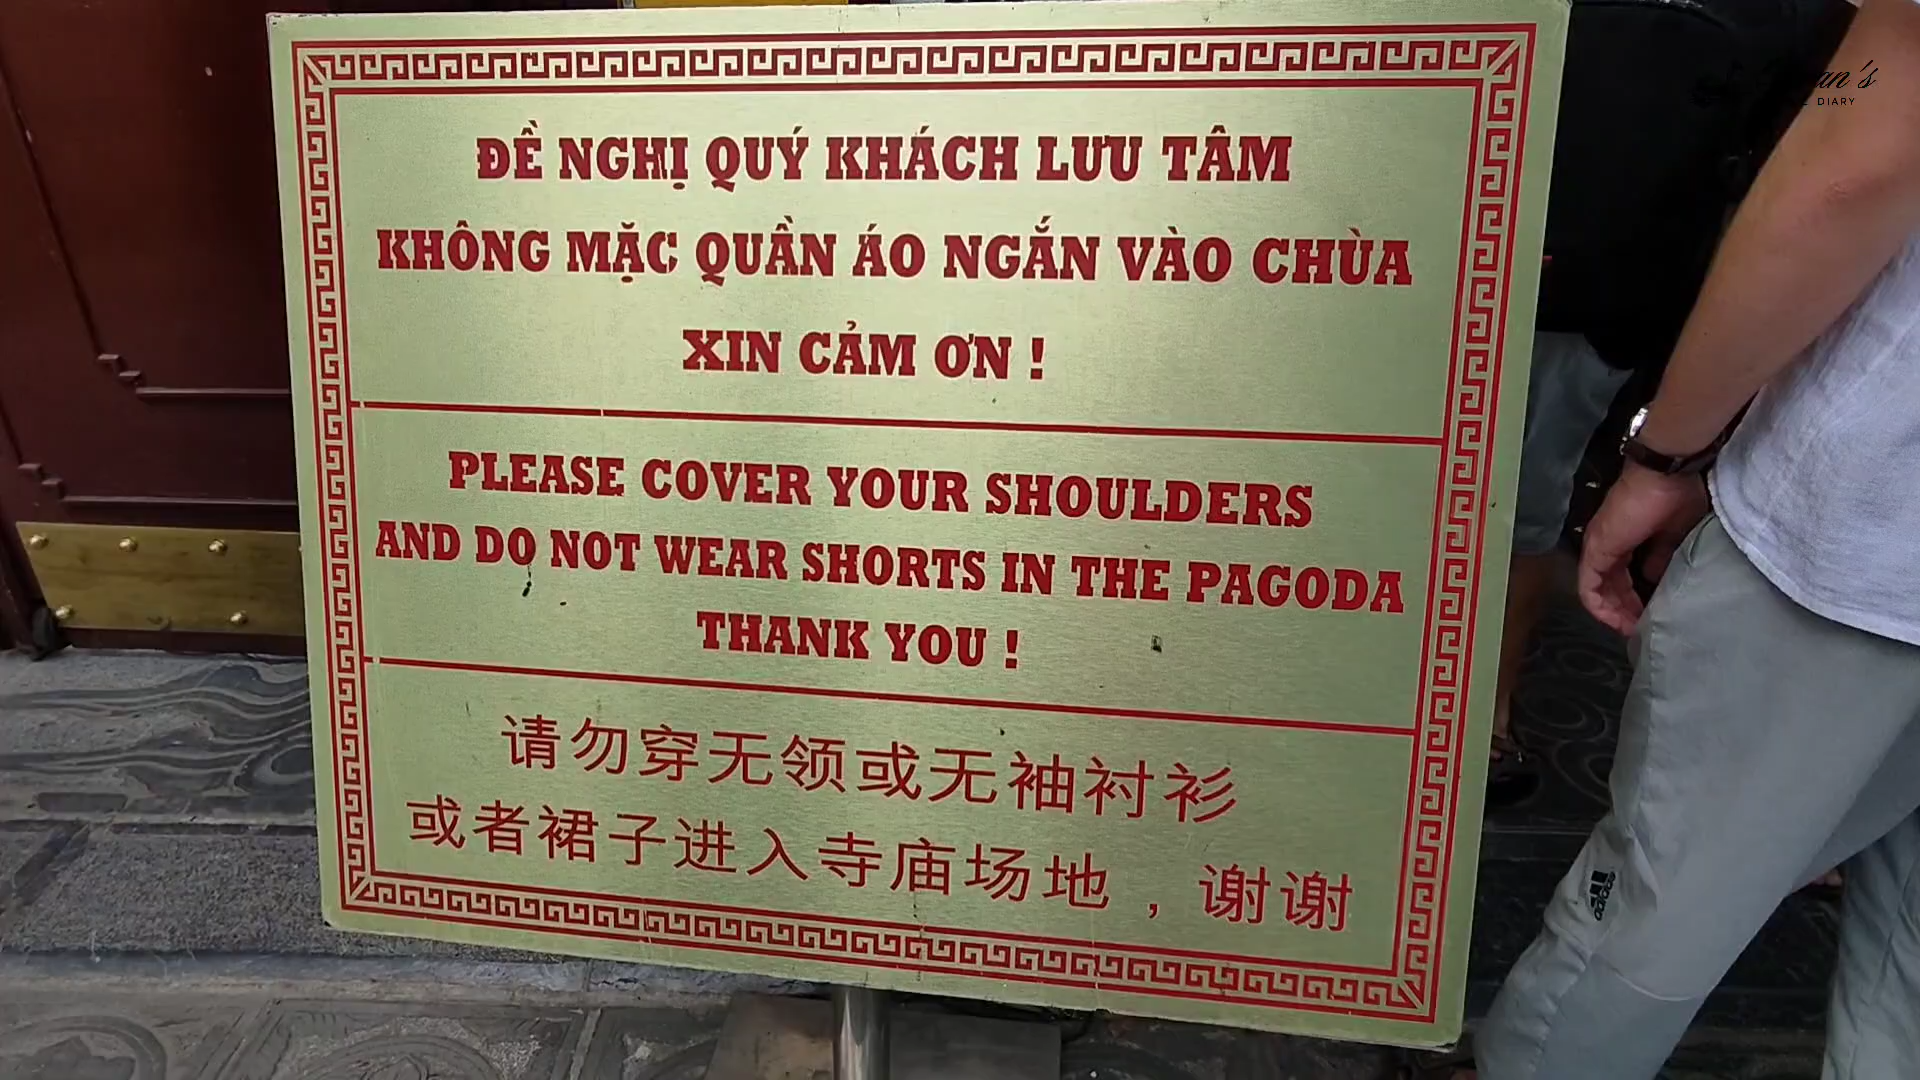 ĐỀ NGHỊ QUÝ KHÁCH LƯU TÂM
KHÔNG MẶC QUẦN ÁO NGẮN VÀO CHÙA
XIN CẢM ƠN !
PLEASE COVER YOUR SHOULDERS
AND DO NOT WEAR SHORTS IN THE PAGODA
THANK YOU !
请勿穿无领或无袖衬衫
或者裙子进入寺庙场地，谢谢
DIARY
adidas